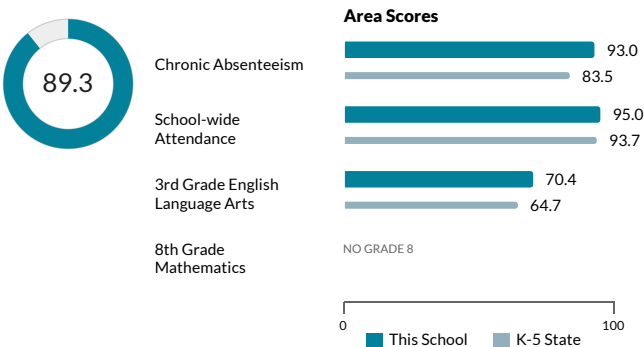 Area Scores
89.3
Chronic Absenteeism
93.0
83.5
School-wide
Attendance
95.0
93.7
3rd Grade English
Language Arts
70.4
64.7
8th Grade
Mathematics
NO GRADE 8
0
100
This School
K-5 State